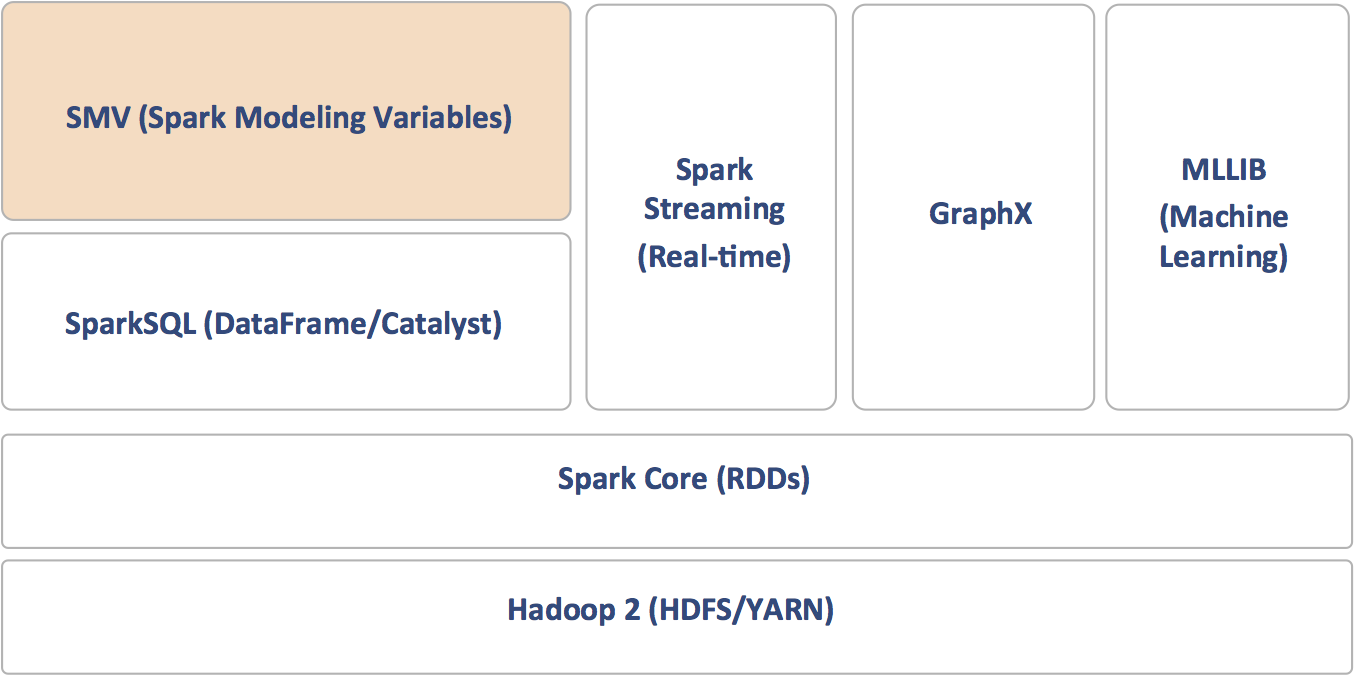 SMV (Spark Modeling Variables)
SparkSQL (DataFrame/Catalyst)
Spark
Streaming
(Real-time)
GraphX
MLLIB
(Machine
Learning)
Spark Core (RDDs)
Hadoop 2 (HDFS/YARN)